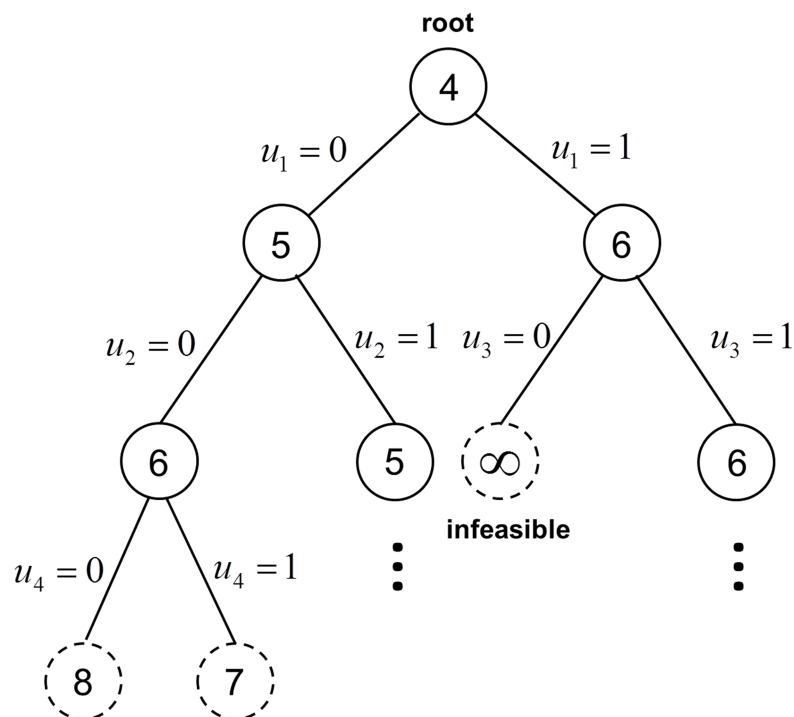 root
4
u₁ = 0
u₁ = 1
5
6
u₂ = 0
u₂ = 1
u₃ = 0
u₃ = 1
6
5
∞
6
infeasible
u₄ = 0
u₄ = 1
8
7